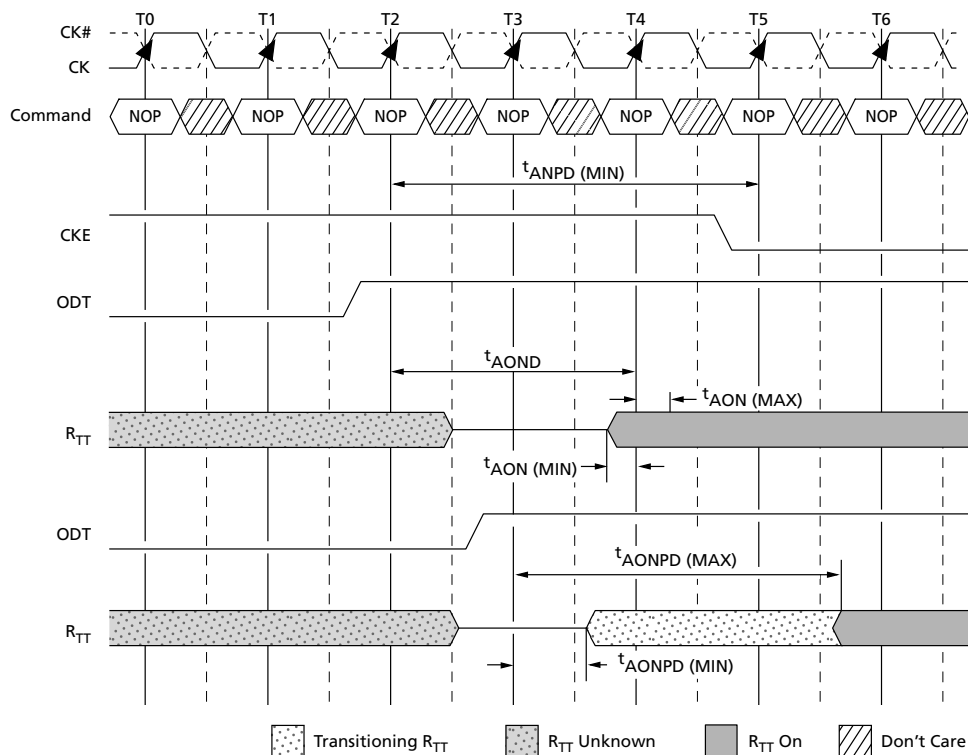 T0 T1 T2 T3 T4 T5 T6
CK#
CK
Command NOP NOP NOP NOP NOP NOP NOP
tANPD (MIN)
CKE
ODT
tAOND
tAON (MAX)
RTT
tAON (MIN)
ODT
tAONPD (MAX)
RTT
tAONPD (MIN)
Transitioning RTT RTT Unknown RTT On Don't Care